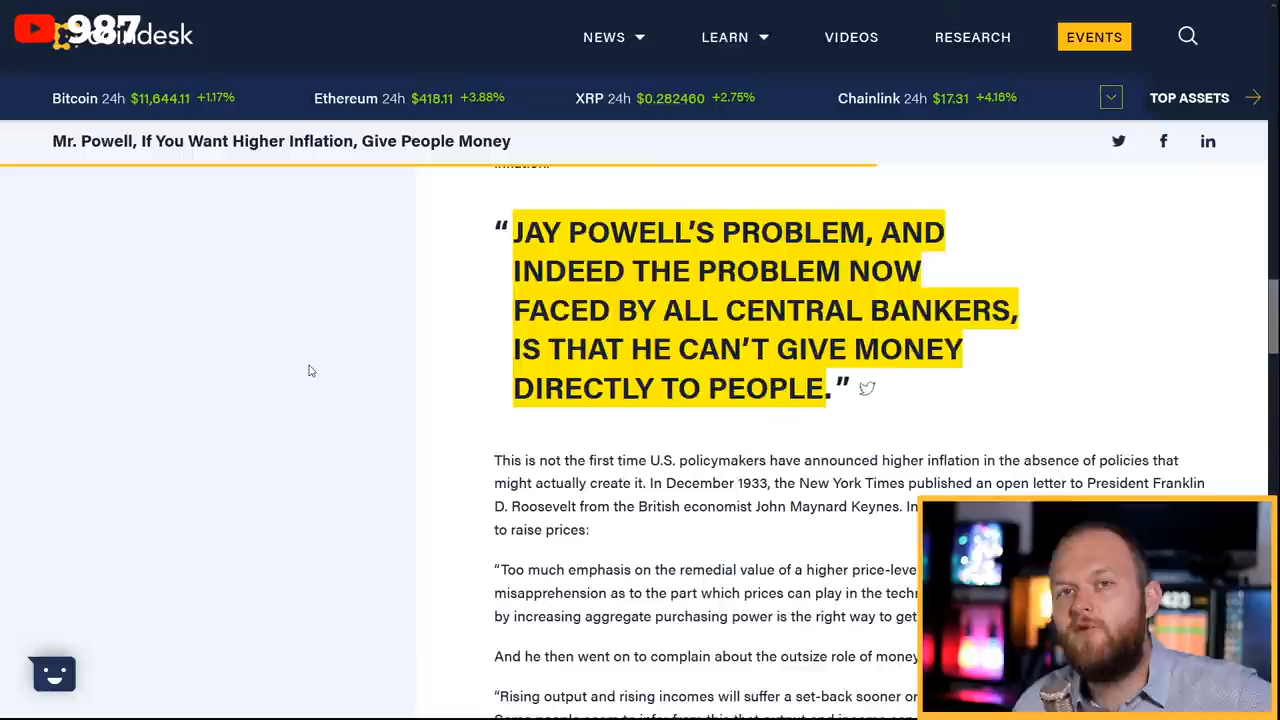 987
indesk
NEWS
LEARN
VIDEOS
RESEARCH
EVENTS
Bitcoin 24h $11,644.11 +1.17%
Ethereum 24h $418.11 +3.88%
XRP 24h $0.282460 +2.75%
Chainlink 24h $17.31 +4.16%
TOP ASSETS
Mr. Powell, If You Want Higher Inflation, Give People Money
“JAY POWELL’S PROBLEM, AND
INDEED THE PROBLEM NOW
FACED BY ALL CENTRAL BANKERS,
IS THAT HE CAN’T GIVE MONEY
DIRECTLY TO PEOPLE.”
This is not the first time U.S. policymakers have announced higher inflation in the absence of policies that
might actually create it. In December 1933, the New York Times published an open letter to President Franklin
D. Roosevelt from the British economist John Maynard Keynes. In
to raise prices:
“Too much emphasis on the remedial value of a higher price-leve
misapprehension as to the part which prices can play in the techn
by increasing aggregate purchasing power is the right way to get
And he then went on to complain about the outsize role of money
“Rising output and rising incomes will suffer a set-back sooner or